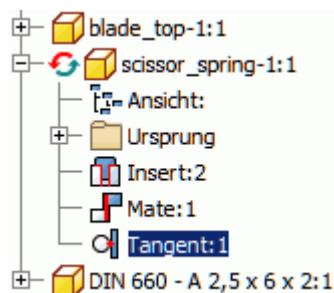 blade_top-1:1
scissor_spring-1:1
Ansicht:
Ursprung
Insert:2
Mate:1
Tangent:1
DIN 660 - A 2,5 x 6 x 2:1